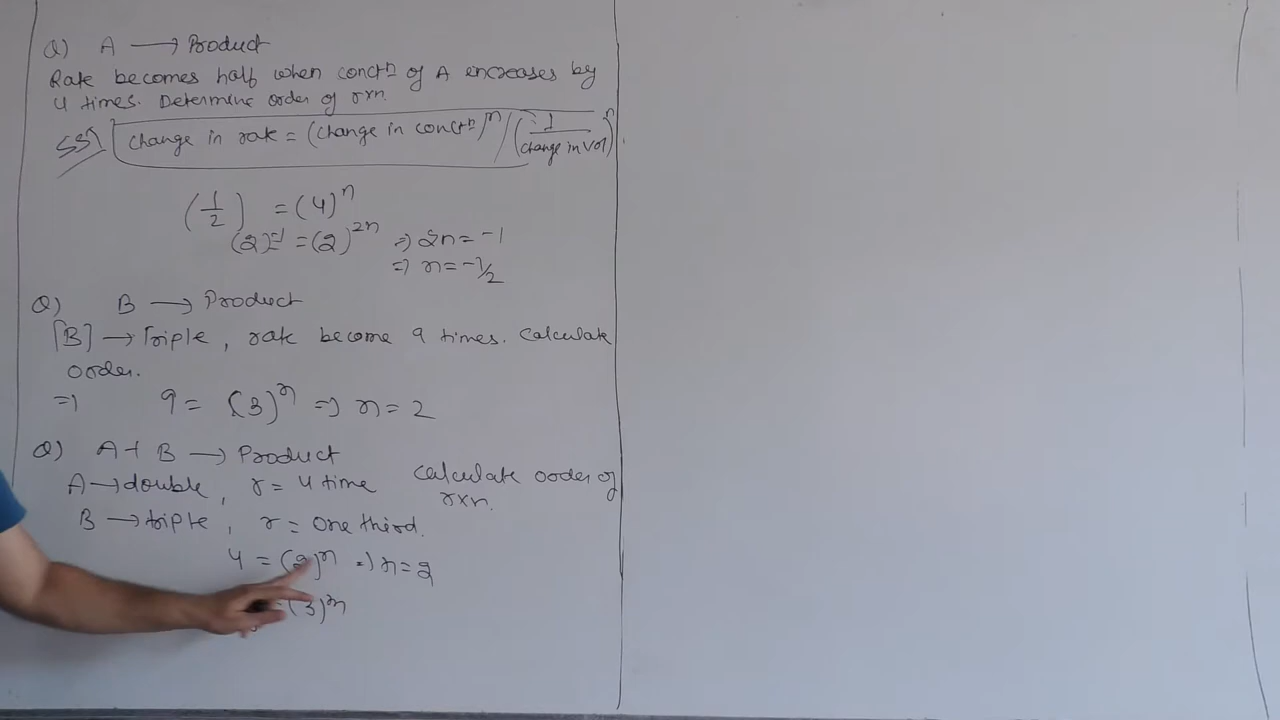 Q) A → Product
Rate becomes half when conctⁿ of A increases by
4 times. Determine order of rxn.
change in rate = (change in conctⁿ)ⁿ / (1/change in vol)ⁿ
(1/2) = (4)ⁿ
(2)⁻¹ = (2)²ⁿ ⇒ 2n = -1
⇒ n = -1/2
Q) B → Product
[B] → Triple, rate become 9 times. Calculate
order.
⇒ 9 = (3)ⁿ ⇒ n = 2
Q) A + B → Product
A → double, r = 4 time calculate order of
rxn.
B → triple, r = one third.
4 = (2)ⁿ ⇒ n = 2
= (3)ᵐ